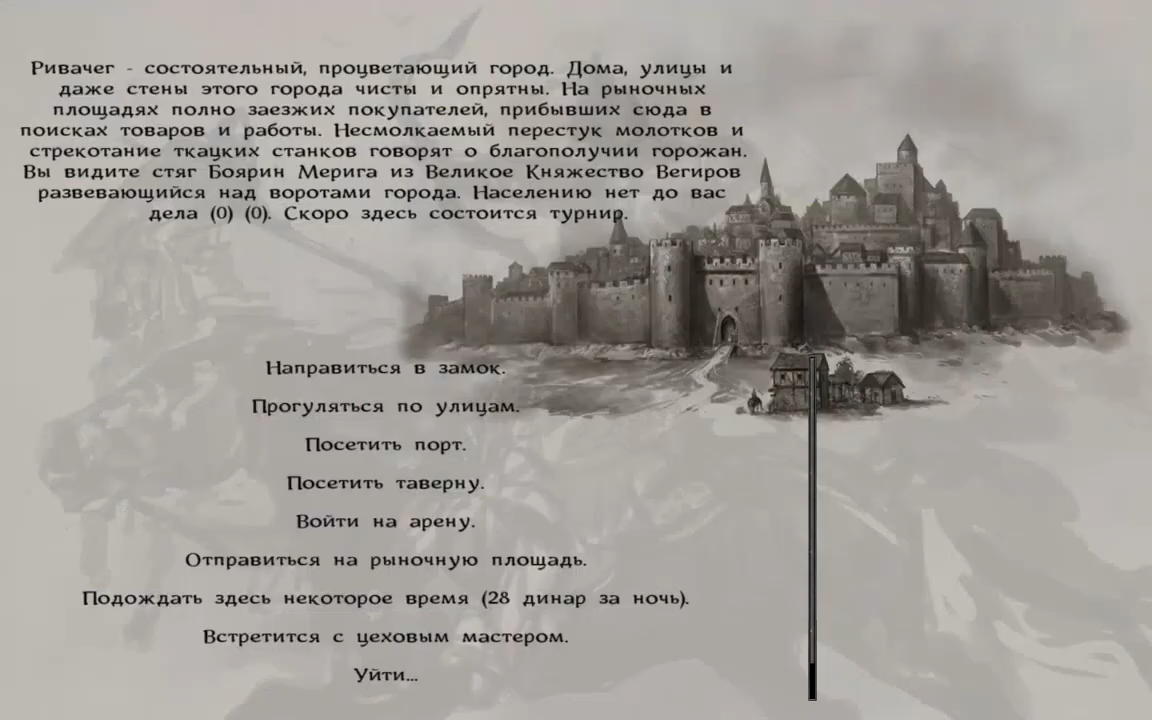 Ривачег - состоятельный, процветающий город. Дома, улицы и
даже стены этого города чисты и опрятны. На рыночных
площадях полно заезжих покупателей, прибывших сюда в
поисках товаров и работы. Несмолкаемый перестук молотков и
стрекотание ткацких станков говорят о благополучии горожан.
Вы видите стяг Боярин Мерига из Великое Княжество Вегиров
развевающийся над воротами города. Населению нет до вас
дела (0) (0). Скоро здесь состоится турнир.
Направиться в замок.
Прогуляться по улицам.
Посетить порт.
Посетить таверну.
Войти на арену.
Отправиться на рыночную площадь.
Подождать здесь некоторое время (28 динар за ночь).
Встретится с цеховым мастером.
Уйти...